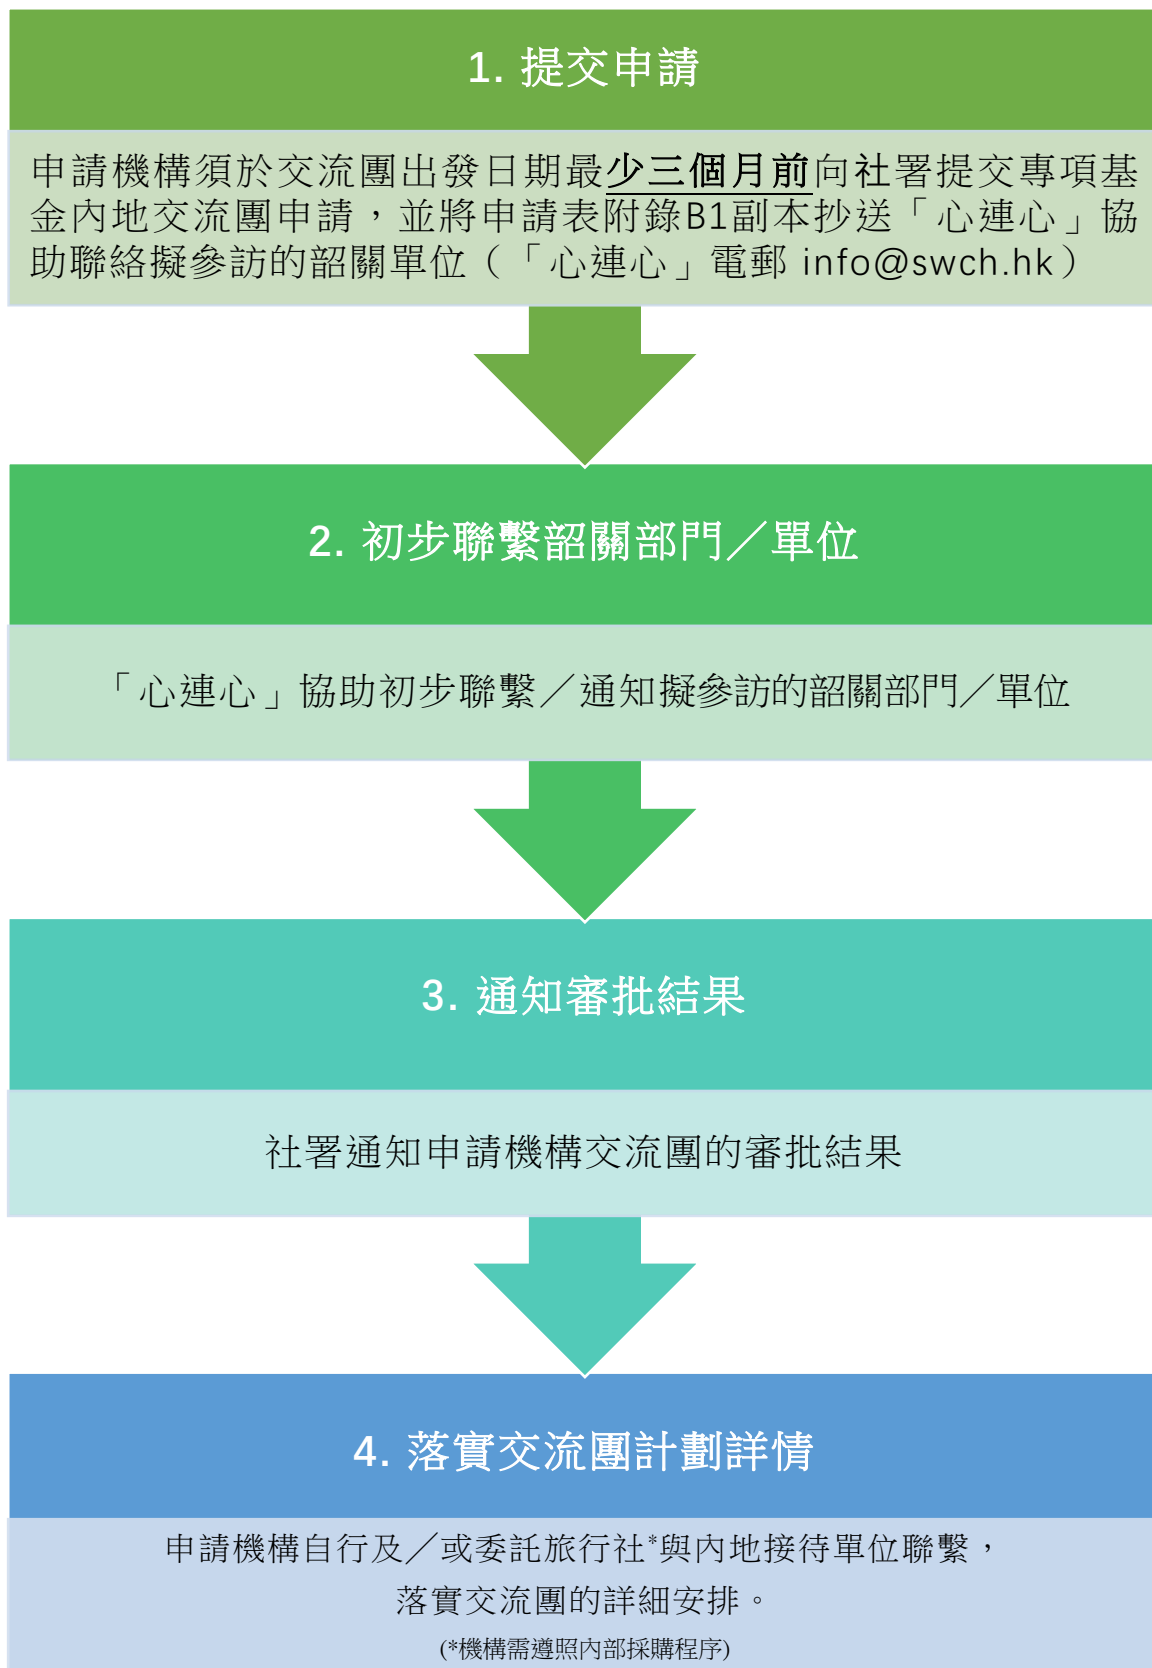 1. 提交申請
申請機構須於交流團出發日期最少三個月前向社署提交專項基
金內地交流團申請，並將申請表附錄B1副本抄送「心連心」協
助聯絡擬參訪的韶關單位（「心連心」電郵 info@swch.hk）
2. 初步聯繫韶關部門／單位
「心連心」協助初步聯繫／通知擬參訪的韶關部門／單位
3. 通知審批結果
社署通知申請機構交流團的審批結果
4. 落實交流團計劃詳情
申請機構自行及／或委託旅行社*與內地接待單位聯繫，
落實交流團的詳細安排。
(*機構需遵照內部採購程序)